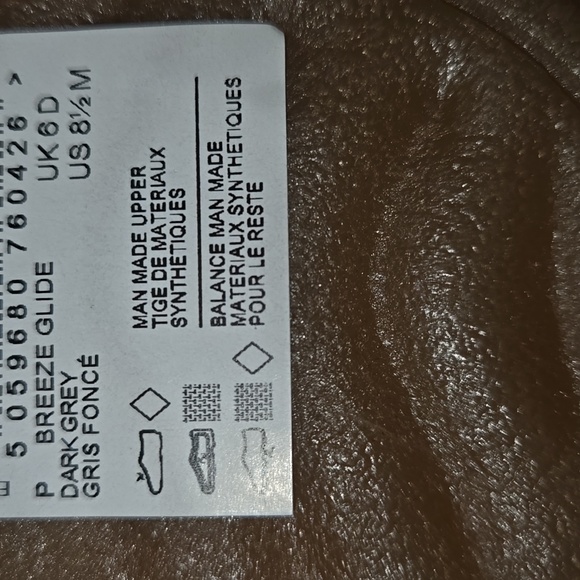 5 059680 760426 >
P BREEZE GLIDE UK 6 D
DARK GREY US 8½ M
GRIS FONCÉ
MAN MADE UPPER
TIGE DE MATERIAUX
SYNTHÉTIQUES
BALANCE MAN MADE
MATERIAUX SYNTHETIQUES
POUR LE RESTE